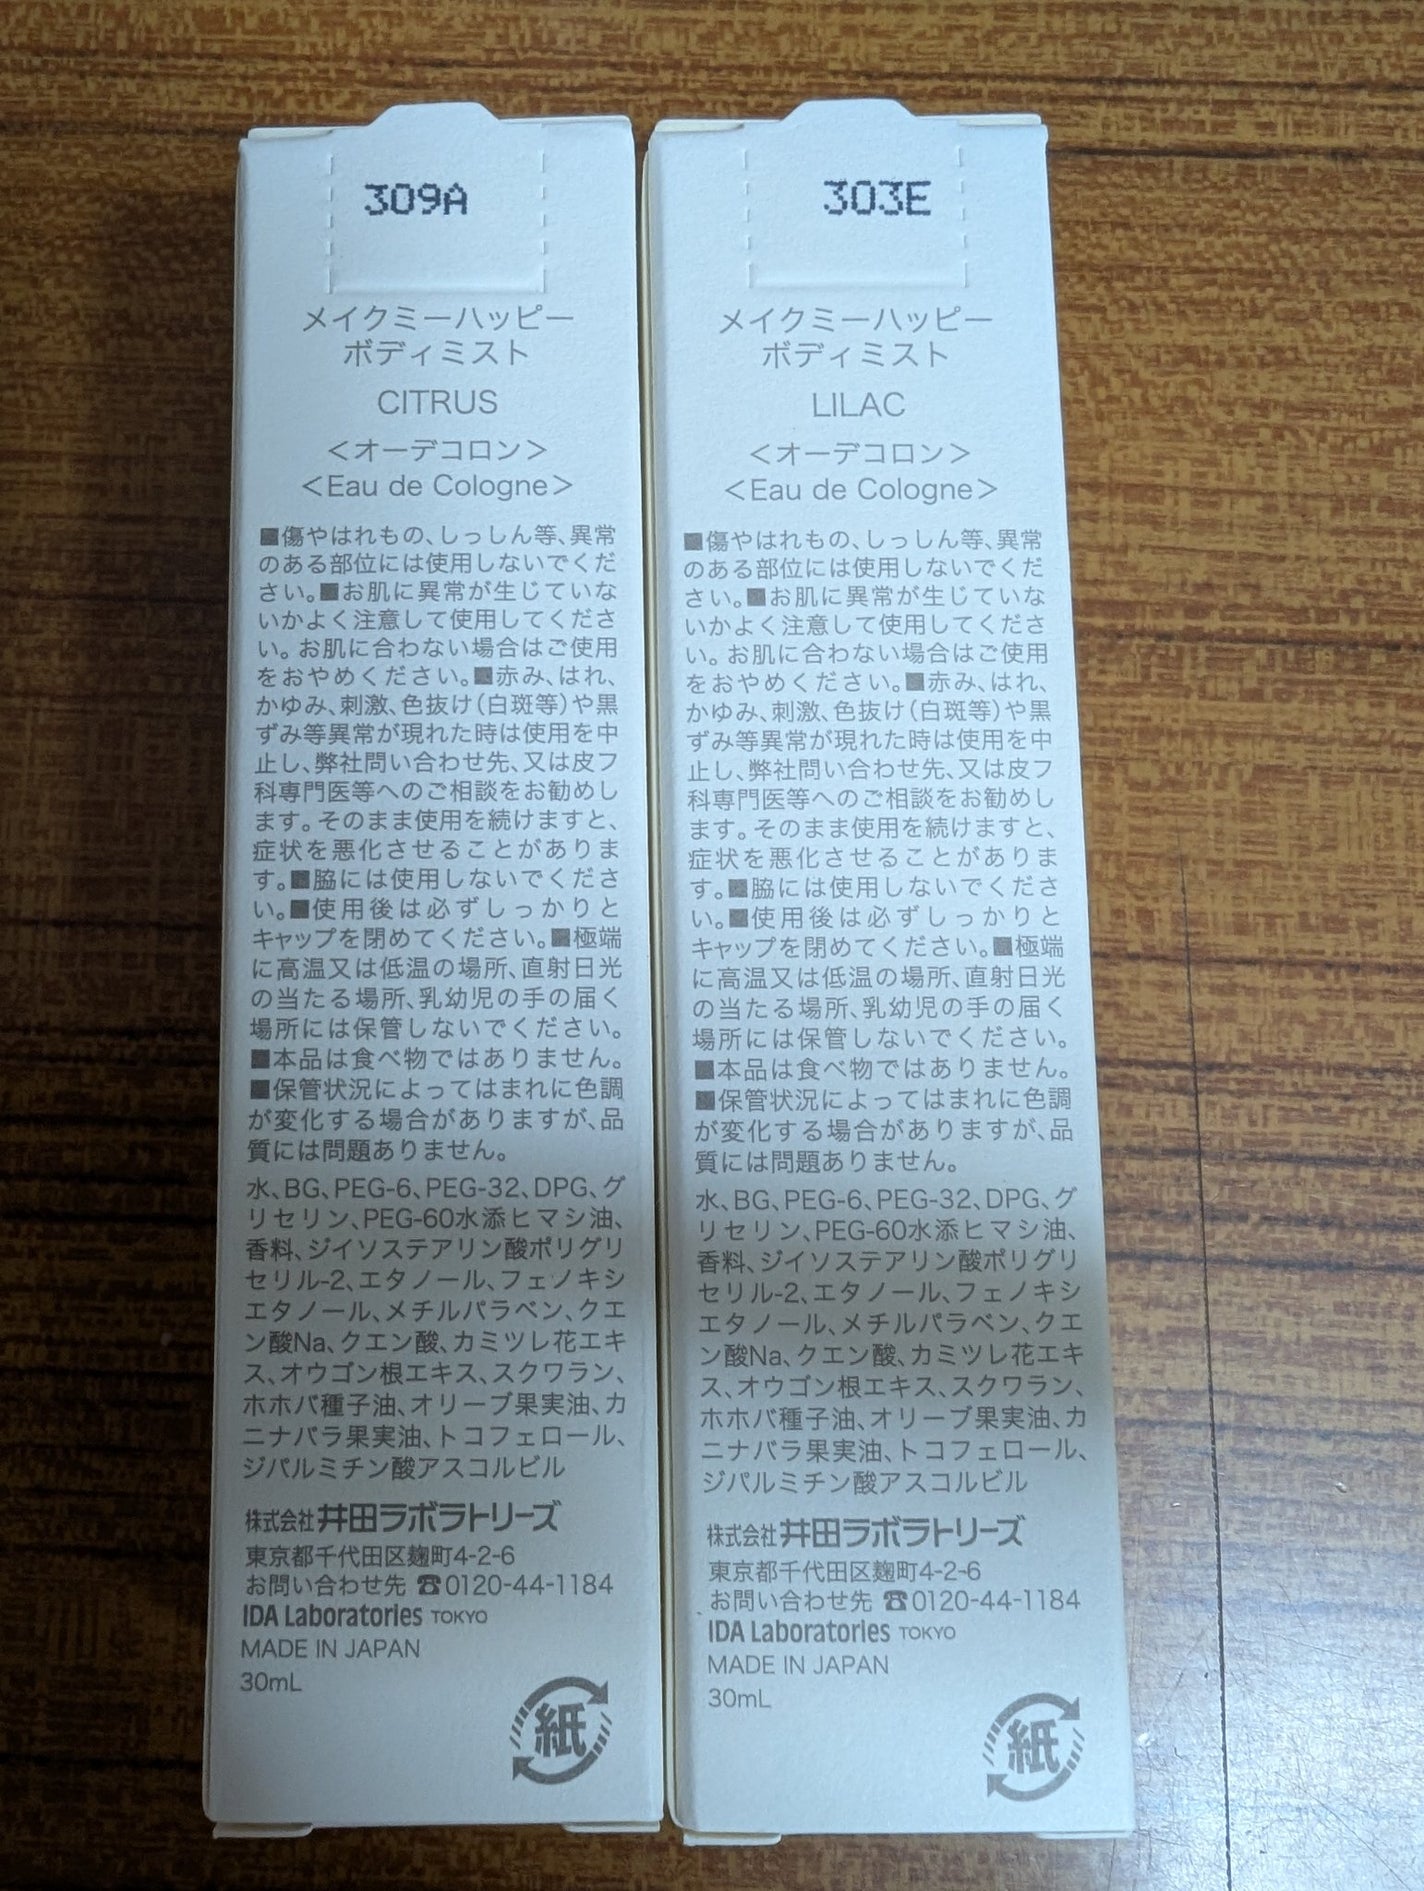 309A
メイクミーハッピー
ボディミスト
CITRUS
<オーデコロン>
<Eau de Cologne>
■傷やはれもの、しっしん等、異常
のある部位には使用しないでくだ
さい。■お肌に異常が生じていな
いかよく注意して使用してくださ
い。お肌に合わない場合はご使用
をおやめください。■赤み、はれ、
かゆみ、刺激、色抜け(白斑等)や黒
ずみ等異常が現れた時は使用を中
止し、弊社問い合わせ先、又は皮フ
科専門医等へのご相談をお勧めし
ます。そのまま使用を続けますと、
症状を悪化させることがありま
す。■脇には使用しないでくださ
い。■使用後は必ずしっかりと
キャップを閉めてください。■極端
に高温又は低温の場所、直射日光
の当たる場所、乳幼児の手の届く
場所には保管しないでください。
■本品は食べ物ではありません。
■保管状況によってはまれに色調
が変化する場合がありますが、品
質には問題ありません。
水、BG、PEG-6、PEG-32、DPG、グ
リセリン、PEG-60水添ヒマシ油、
香料、ジイソステアリン酸ポリグリ
セリル-2、エタノール、フェノキシ
エタノール、メチルパラベン、クエ
ン酸Na、クエン酸、カミツレ花エキ
ス、オウゴン根エキス、スクワラン、
ホホバ種子油、オリーブ果実油、カ
ニナバラ果実油、トコフェロール、
ジパルミチン酸アスコルビル
株式会社井田ラボラトリーズ
東京都千代田区麹町4-2-6
お問い合わせ先 ☎0120-44-1184
IDA Laboratories TOKYO
MADE IN JAPAN
30mL
紙
303E
メイクミーハッピー
ボディミスト
LILAC
<オーデコロン>
<Eau de Cologne>
■傷やはれもの、しっしん等、異常
のある部位には使用しないでくだ
さい。■お肌に異常が生じていな
いかよく注意して使用してくださ
い。お肌に合わない場合はご使用
をおやめください。■赤み、はれ、
かゆみ、刺激、色抜け(白斑等)や黒
ずみ等異常が現れた時は使用を中
止し、弊社問い合わせ先、又は皮フ
科専門医等へのご相談をお勧めし
ます。そのまま使用を続けますと、
症状を悪化させることがありま
す。■脇には使用しないでくださ
い。■使用後は必ずしっかりと
キャップを閉めてください。■極端
に高温又は低温の場所、直射日光
の当たる場所、乳幼児の手の届く
場所には保管しないでください。
■本品は食べ物ではありません。
■保管状況によってはまれに色調
が変化する場合がありますが、品
質には問題ありません。
水、BG、PEG-6、PEG-32、DPG、グ
リセリン、PEG-60水添ヒマシ油、
香料、ジイソステアリン酸ポリグリ
セリル-2、エタノール、フェノキシ
エタノール、メチルパラベン、クエ
ン酸Na、クエン酸、カミツレ花エキ
ス、オウゴン根エキス、スクワラン、
ホホバ種子油、オリーブ果実油、カ
ニナバラ果実油、トコフェロール、
ジパルミチン酸アスコルビル
株式会社井田ラボラトリーズ
東京都千代田区麹町4-2-6
お問い合わせ先 ☎0120-44-1184
IDA Laboratories TOKYO
MADE IN JAPAN
30mL
紙